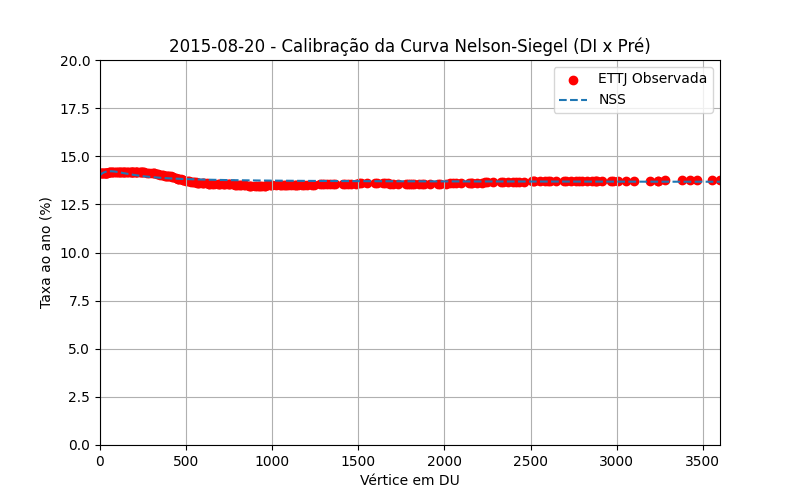 2015-08-20 - Calibração da Curva Nelson-Siegel (DI x Pré)
ETTJ Observada
NSS
Taxa ao ano (%)
20.0
17.5
15.0
12.5
10.0
7.5
5.0
2.5
0.0
0 500 1000 1500 2000 2500 3000 3500
Vértice em DU